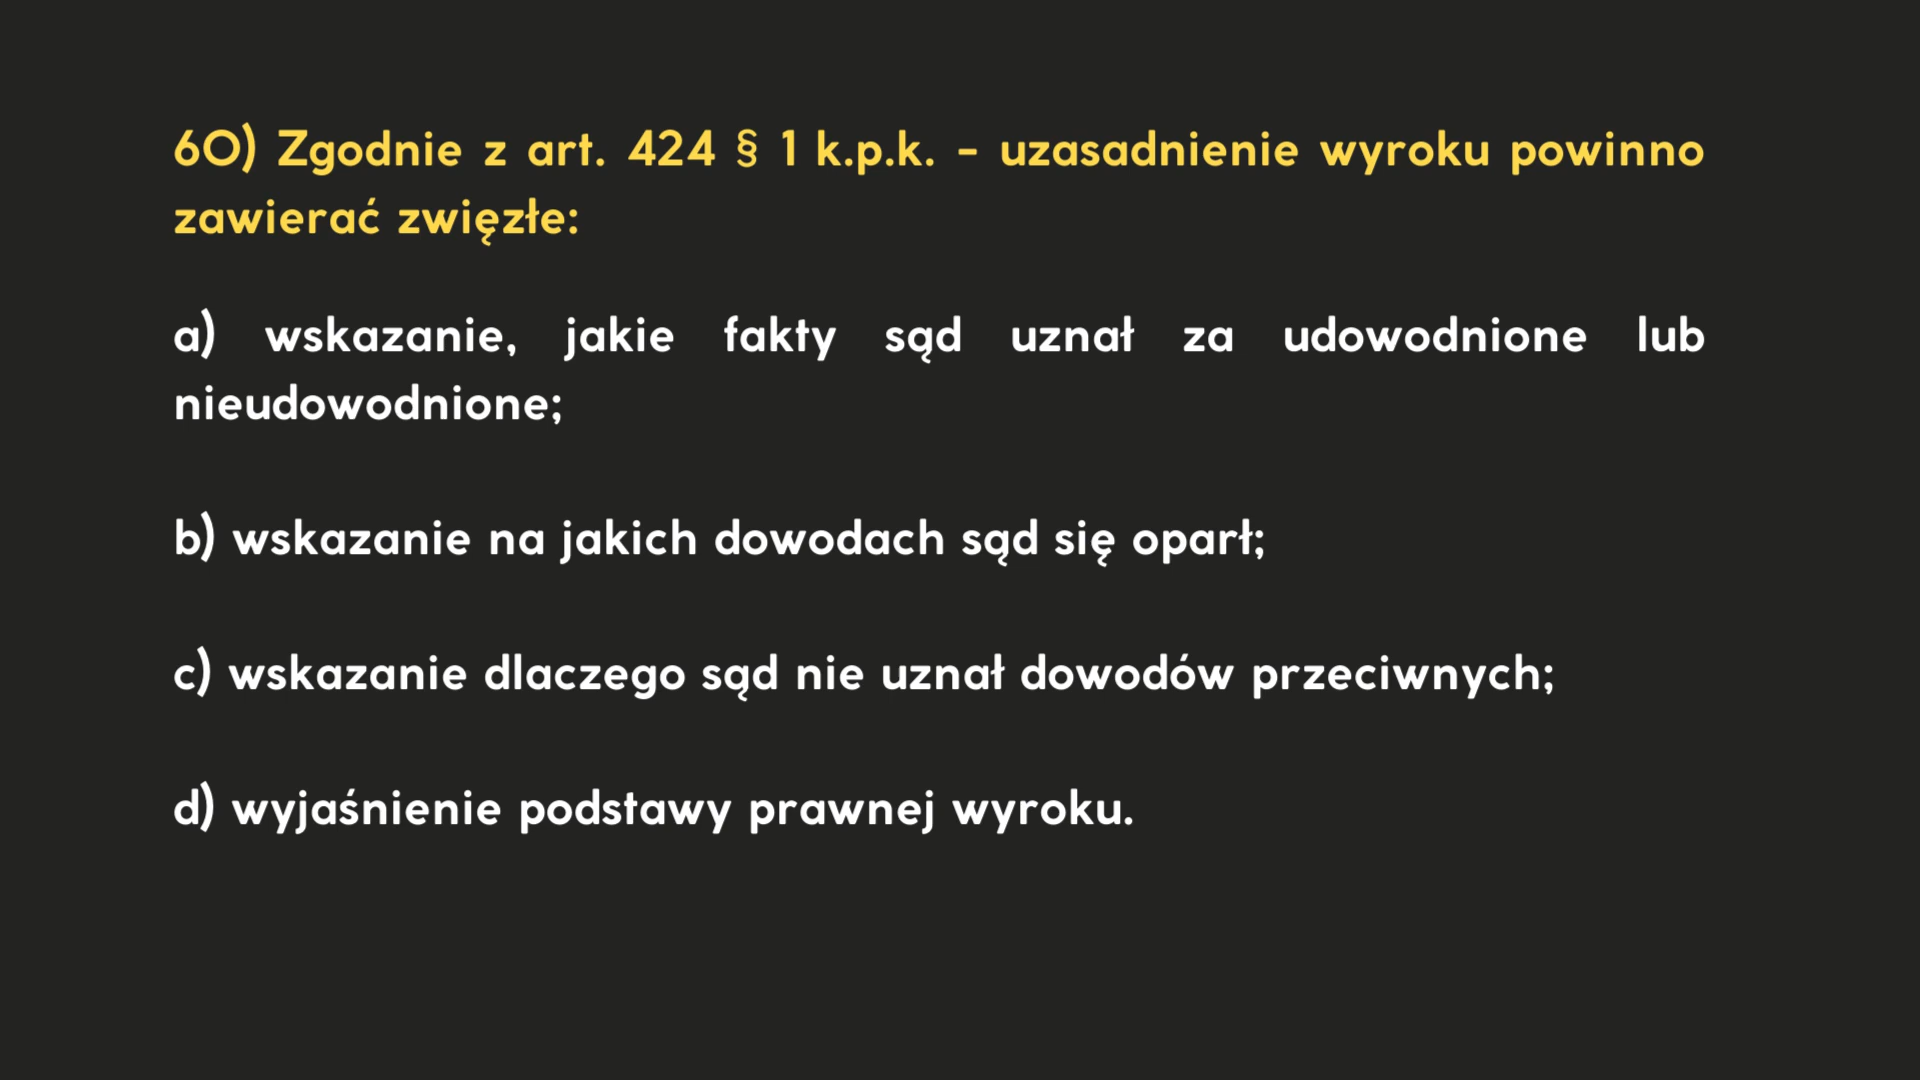 60) Zgodnie z art. 424 § 1 k.p.k. - uzasadnienie wyroku powinno
zawierać zwięzłe:
a) wskazanie, jakie fakty sąd uznał za udowodnione lub
nieudowodnione;
b) wskazanie na jakich dowodach sąd się oparł;
c) wskazanie dlaczego sąd nie uznał dowodów przeciwnych;
d) wyjaśnienie podstawy prawnej wyroku.